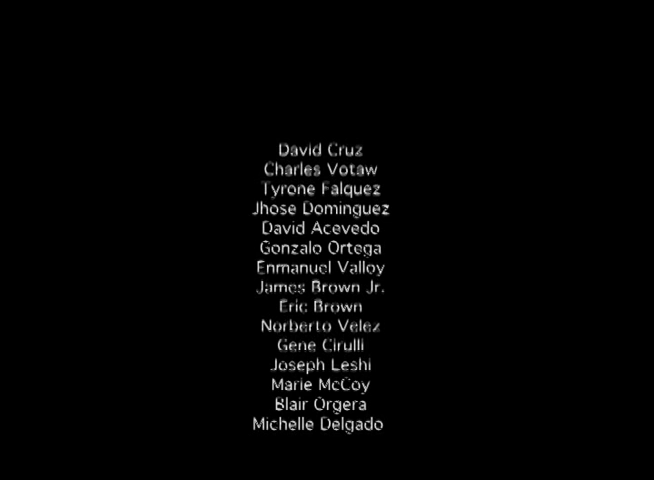 David Cruz
Charles Votaw
Tyrone Falquez
Jhose Dominguez
David Acevedo
Gonzalo Ortega
Enmanuel Valloy
James Brown Jr.
Eric Brown
Norberto Velez
Gene Cirulli
Joseph Leshi
Marie McCoy
Blair Orgera
Michelle Delgado